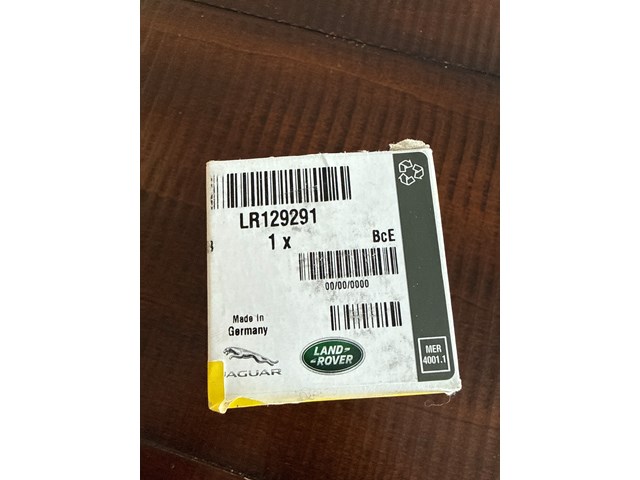 LR129291
1 x
BcE
00/00/0000
Made in
Germany
JAGUAR
LAND-
ROVER
MER
4001.1